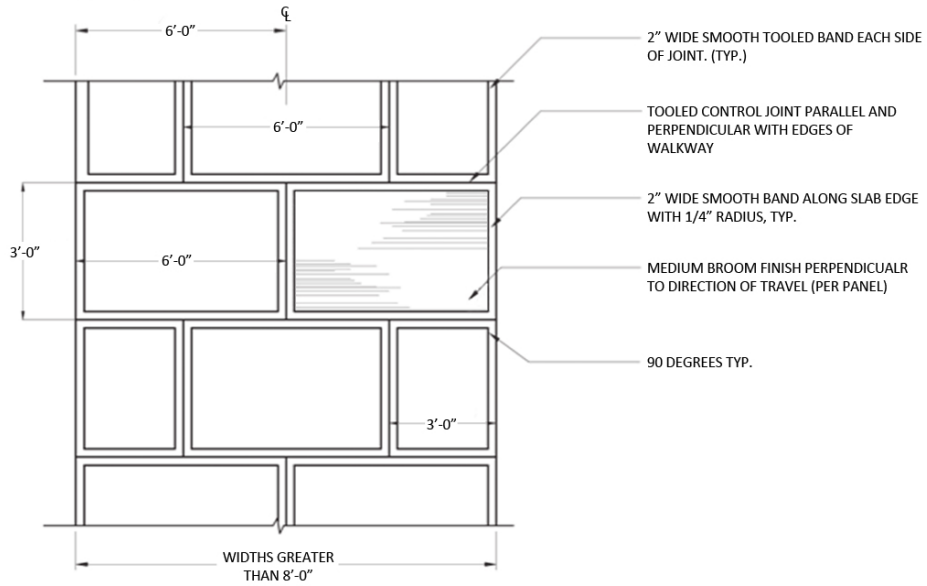 ℄
6’-0”
2” WIDE SMOOTH TOOLED BAND EACH SIDE
OF JOINT. (TYP.)
6’-0”
TOOLED CONTROL JOINT PARALLEL AND
PERPENDICULAR WITH EDGES OF
WALKWAY
2” WIDE SMOOTH BAND ALONG SLAB EDGE
WITH 1/4” RADIUS, TYP.
3’-0”
6’-0”
MEDIUM BROOM FINISH PERPENDICUALR
TO DIRECTION OF TRAVEL (PER PANEL)
90 DEGREES TYP.
3’-0”
WIDTHS GREATER
THAN 8’-0”